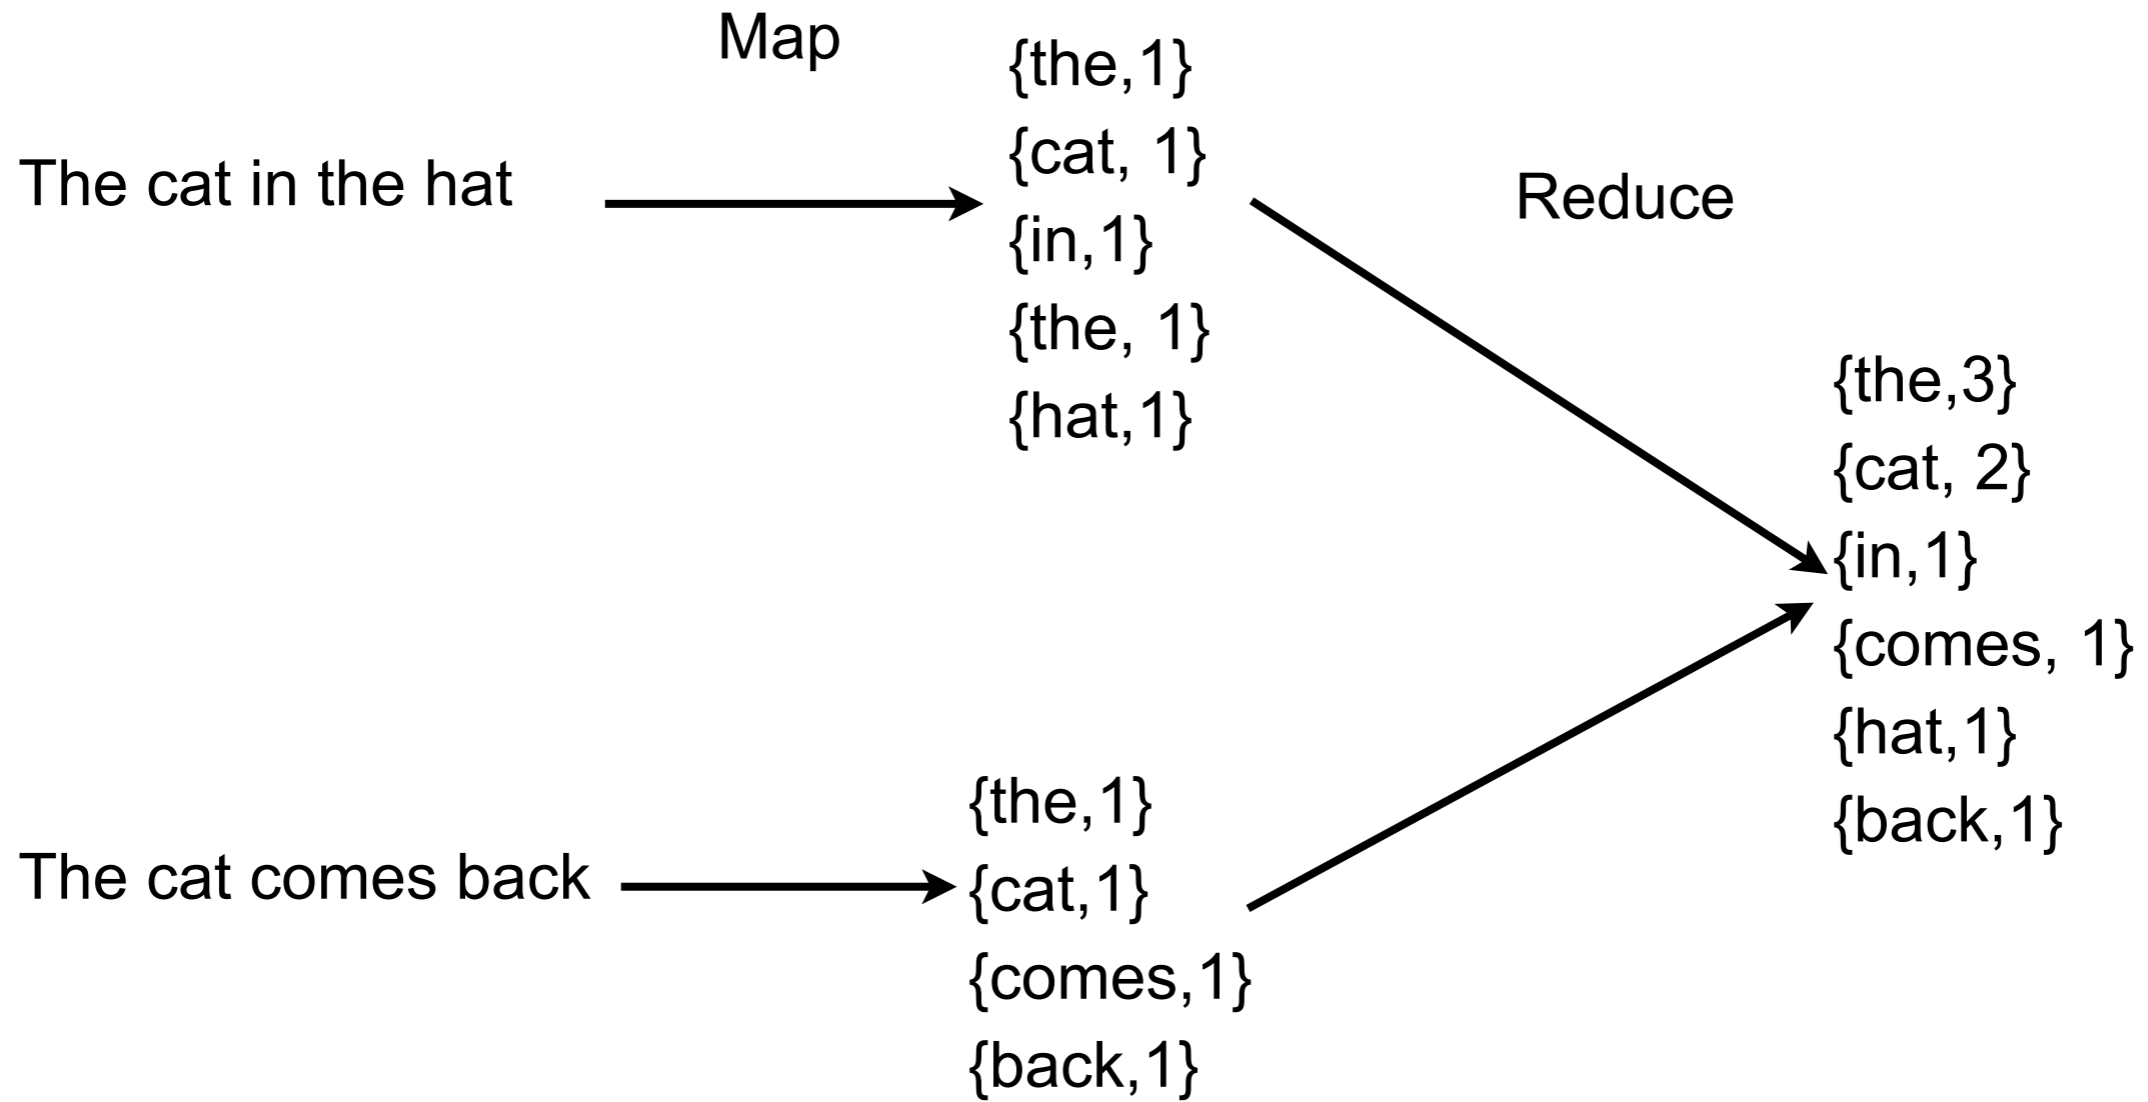 Map
The cat in the hat
{the,1}
{cat, 1}
{in,1}
{the, 1}
{hat,1}
Reduce
The cat comes back
{the,1}
{cat,1}
{comes,1}
{back,1}
{the,3}
{cat, 2}
{in,1}
{comes, 1}
{hat,1}
{back,1}